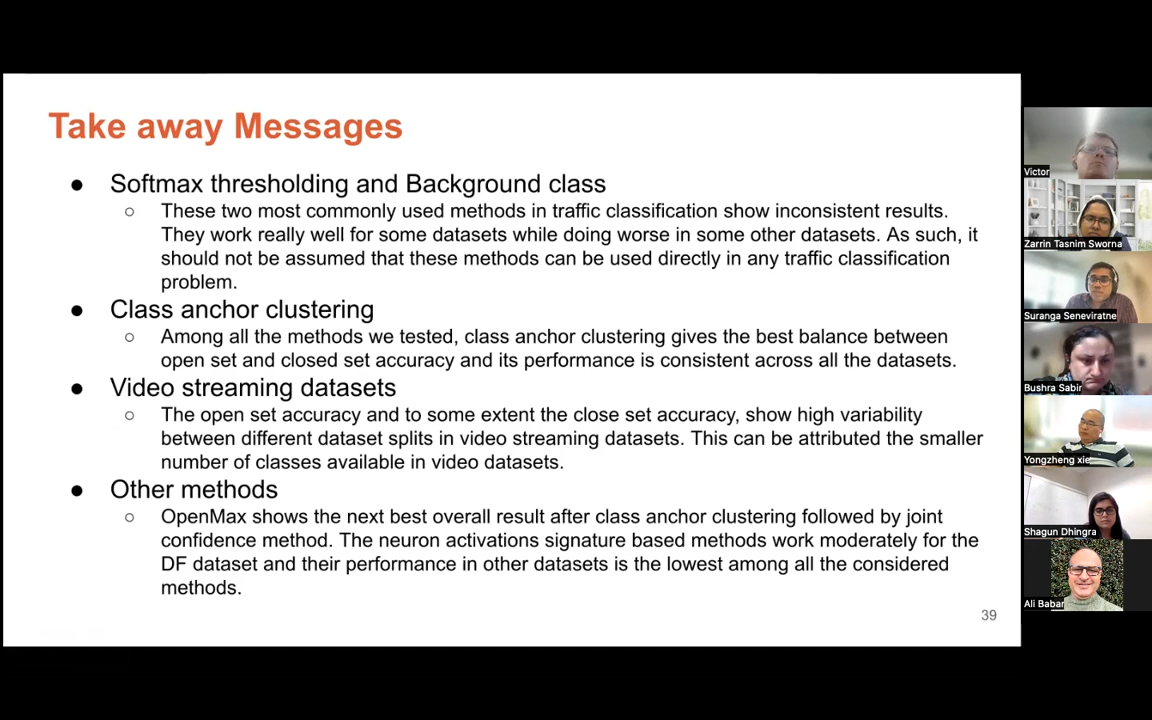 Take away Messages
● Softmax thresholding and Background class
○ These two most commonly used methods in traffic classification show inconsistent results.
They work really well for some datasets while doing worse in some other datasets. As such, it
should not be assumed that these methods can be used directly in any traffic classification
problem.
● Class anchor clustering
○ Among all the methods we tested, class anchor clustering gives the best balance between
open set and closed set accuracy and its performance is consistent across all the datasets.
● Video streaming datasets
○ The open set accuracy and to some extent the close set accuracy, show high variability
between different dataset splits in video streaming datasets. This can be attributed the smaller
number of classes available in video datasets.
● Other methods
○ OpenMax shows the next best overall result after class anchor clustering followed by joint
confidence method. The neuron activations signature based methods work moderately for the
DF dataset and their performance in other datasets is the lowest among all the considered
methods.
39
Victor
Zarrin Tasnim Sworna
Suranga Seneviratne
Bushra Sabir
Yongzheng xie
Shagun Dhingra
Ali Babar